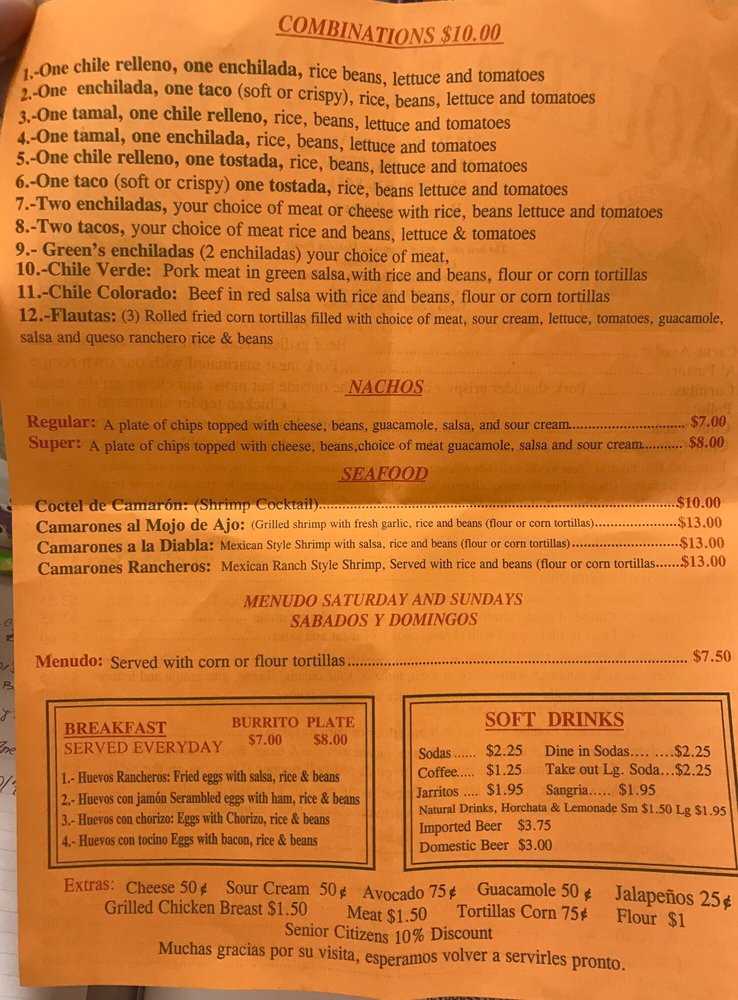 COMBINATIONS $10.00
1.-One chile relleno, one enchilada, rice beans, lettuce and tomatoes
2.-One enchilada, one taco (soft or crispy), rice, beans, lettuce and tomatoes
3.-One tamal, one chile relleno, rice, beans, lettuce and tomatoes
4.-One tamal, one enchilada, rice, beans, lettuce and tomatoes
5.-One chile relleno, one tostada, rice, beans, lettuce and tomatoes
6.-One taco (soft or crispy) one tostada, rice, beans lettuce and tomatoes
7.-Two enchiladas, your choice of meat or cheese with rice, beans lettuce and tomatoes
8.-Two tacos, your choice of meat rice and beans, lettuce & tomatoes
9.- Green's enchiladas (2 enchiladas) your choice of meat,
10.-Chile Verde: Pork meat in green salsa,with rice and beans, flour or corn tortillas
11.-Chile Colorado: Beef in red salsa with rice and beans, flour or corn tortillas
12.-Flautas: (3) Rolled fried corn tortillas filled with choice of meat, sour cream, lettuce, tomatoes, guacamole,
salsa and queso ranchero rice & beans
NACHOS
Regular: A plate of chips topped with cheese, beans, guacamole, salsa, and sour cream............................ $7.00
Super: A plate of chips topped with cheese, beans,choice of meat guacamole, salsa and sour cream.......... $8.00
SEAFOOD
Coctel de Camarón: (Shrimp Cocktail)....................................................................................$10.00
Camarones al Mojo de Ajo: (Grilled shrimp with fresh garlic, rice and beans (flour or corn tortillas)....................$13.00
Camarones a la Diabla: Mexican Style Shrimp with salsa, rice and beans (flour or corn tortillas)..........................$13.00
Camarones Rancheros: Mexican Ranch Style Shrimp, Served with rice and beans (flour or corn tortillas......$13.00
MENUDO SATURDAY AND SUNDAYS
SABADOS Y DOMINGOS
Menudo: Served with corn or flour tortillas.................................................................................... $7.50
BREAKFAST BURRITO PLATE
SERVED EVERYDAY $7.00 $8.00
1.- Huevos Rancheros: Fried eggs with salsa, rice & beans
2.- Huevos con jamón Serambled eggs with ham, rice & beans
3.- Huevos con chorizo: Eggs with Chorizo, rice & beans
4.- Huevos con tocino Eggs with bacon, rice & beans
SOFT DRINKS
Sodas ...... $2.25 Dine in Sodas.... ....$2.25
Coffee..... $1.25 Take out Lg. Soda...$2.25
Jarritos .... $1.95 Sangria..... $1.95
Natural Drinks, Horchata & Lemonade Sm $1.50 Lg $1.95
Imported Beer $3.75
Domestic Beer $3.00
Extras: Cheese 50¢ Sour Cream 50¢ Avocado 75¢ Guacamole 50 ¢ Jalapeños 25¢
Grilled Chicken Breast $1.50 Meat $1.50 Tortillas Corn 75¢ Flour $1
Senior Citizens 10% Discount
Muchas gracias por su visita, esperamos volver a servirles pronto.